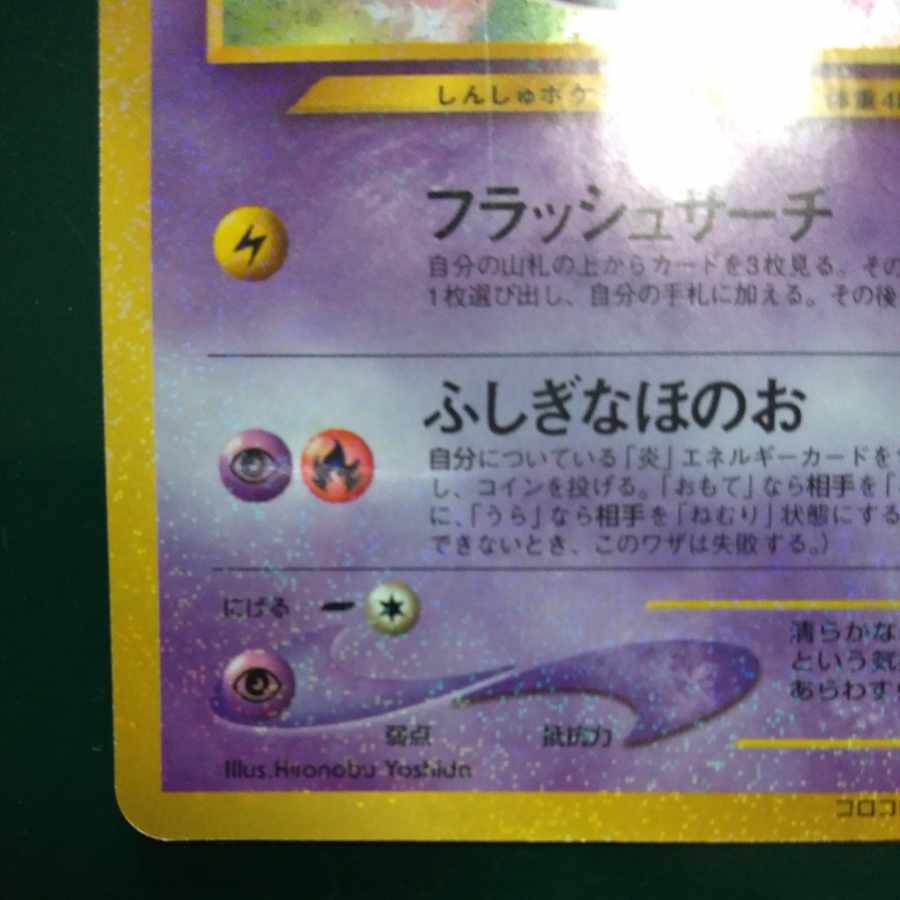 しんしゅポケ
体重4
フラッシュサーチ
自分の山札の上からカードを3枚見る。その
1枚選び出し、自分の手札に加える。その後
ふしぎなほのお
自分についている「炎」エネルギーカードを
し、コインを投げる。「おもて」なら相手を「
に、「うら」なら相手を「ねむり」状態にする
できないとき、このワザは失敗する。)
にげる
清らかな
という気
あらわす
弱点 抵抗力
Illus.Hironobu Yoshida
コロコ